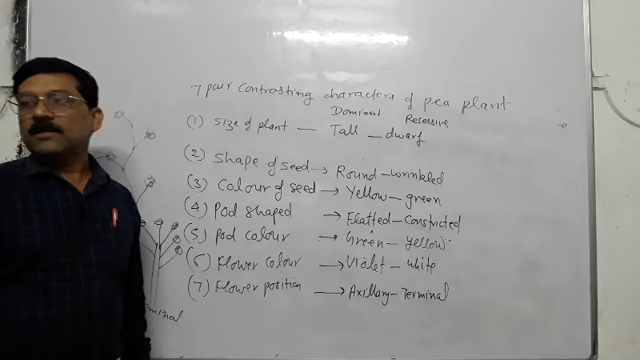 7 pair contrasting characters of pea plant
Dominant Recessive
(1) Size of plant — Tall — dwarf
(2) Shape of seed → Round - wrinkled
(3) Colour of seed → Yellow - green
(4) Pod shaped → Flatted - Constricted
(5) Pod colour → Green - yellow
(6) Flower colour → Violet - white
(7) Flower position → Axillary - Terminal
minal